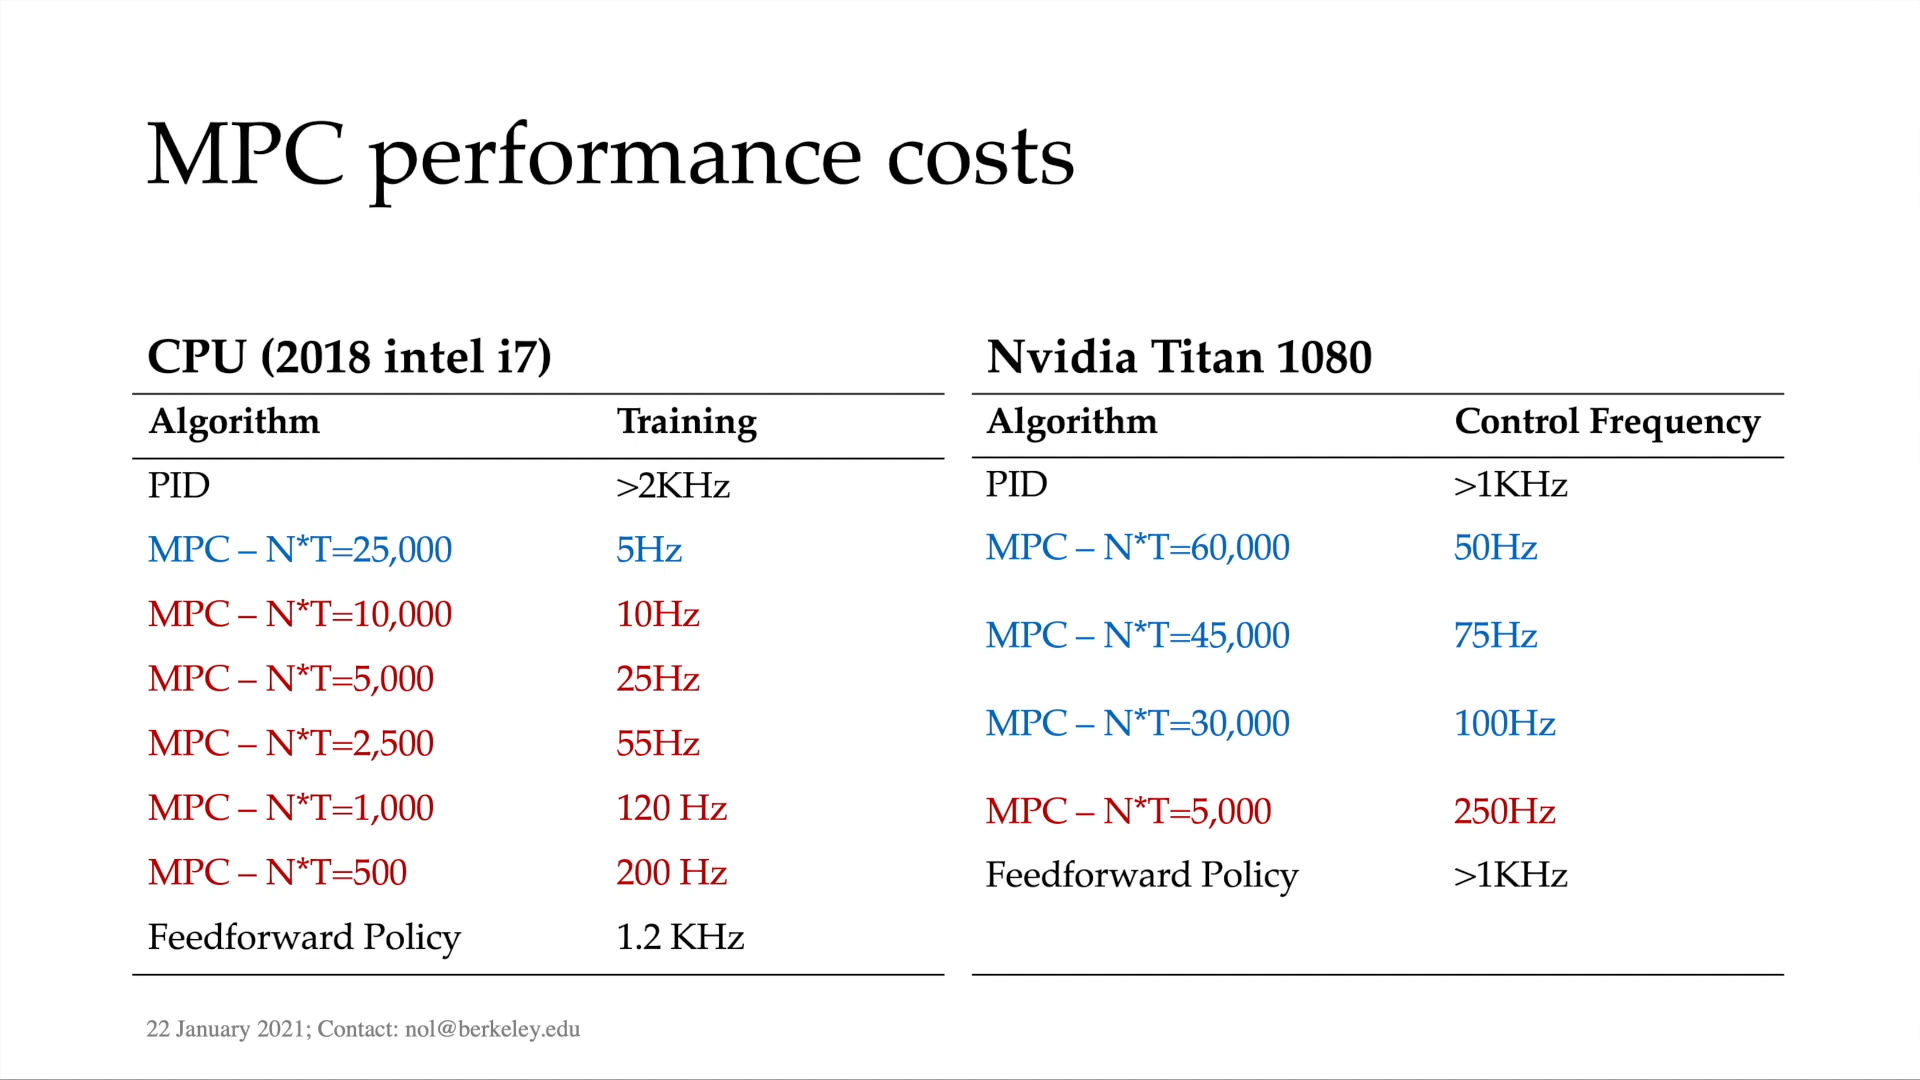 MPC performance costs
CPU (2018 intel i7)
Algorithm Training
PID >2KHz
MPC – N*T=25,000 5Hz
MPC – N*T=10,000 10Hz
MPC – N*T=5,000 25Hz
MPC – N*T=2,500 55Hz
MPC – N*T=1,000 120 Hz
MPC – N*T=500 200 Hz
Feedforward Policy 1.2 KHz
Nvidia Titan 1080
Algorithm Control Frequency
PID >1KHz
MPC – N*T=60,000 50Hz
MPC – N*T=45,000 75Hz
MPC – N*T=30,000 100Hz
MPC – N*T=5,000 250Hz
Feedforward Policy >1KHz
22 January 2021; Contact: nol@berkeley.edu